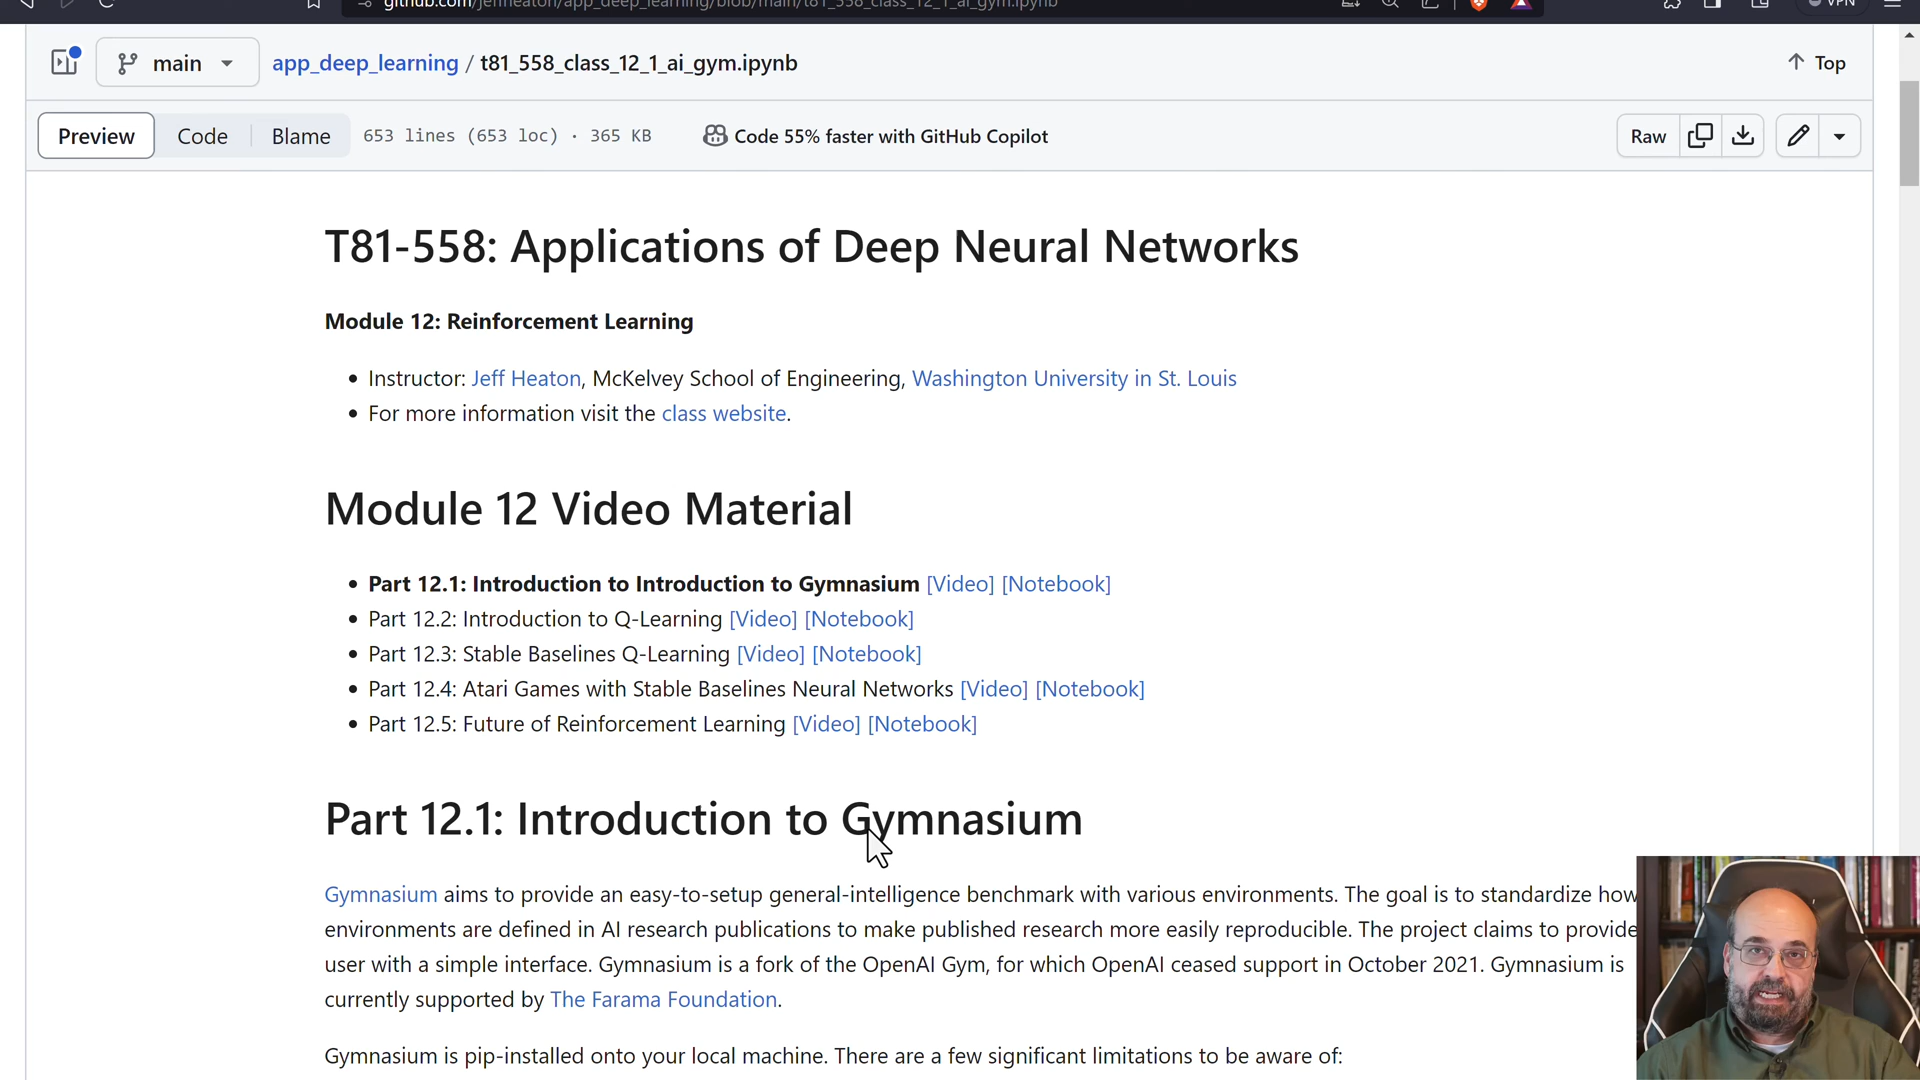 github.com/jeffheaton/app_deep_learning/blob/main/t81_558_class_12_1_ai_gym.ipynb
VPN
main
app_deep_learning / t81_558_class_12_1_ai_gym.ipynb
Top
Preview Code Blame 653 lines (653 loc) · 365 KB Code 55% faster with GitHub Copilot Raw
T81-558: Applications of Deep Neural Networks
Module 12: Reinforcement Learning
• Instructor: Jeff Heaton, McKelvey School of Engineering, Washington University in St. Louis
• For more information visit the class website.
Module 12 Video Material
• Part 12.1: Introduction to Introduction to Gymnasium [Video] [Notebook]
• Part 12.2: Introduction to Q-Learning [Video] [Notebook]
• Part 12.3: Stable Baselines Q-Learning [Video] [Notebook]
• Part 12.4: Atari Games with Stable Baselines Neural Networks [Video] [Notebook]
• Part 12.5: Future of Reinforcement Learning [Video] [Notebook]
Part 12.1: Introduction to Gymnasium
Gymnasium aims to provide an easy-to-setup general-intelligence benchmark with various environments. The goal is to standardize how
environments are defined in AI research publications to make published research more easily reproducible. The project claims to provide
user with a simple interface. Gymnasium is a fork of the OpenAI Gym, for which OpenAI ceased support in October 2021. Gymnasium is
currently supported by The Farama Foundation.
Gymnasium is pip-installed onto your local machine. There are a few significant limitations to be aware of: